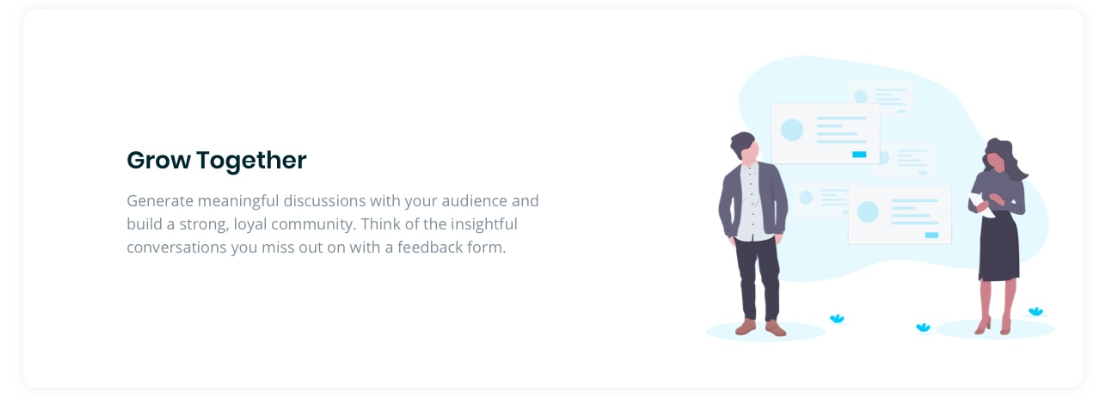 Grow Together
Generate meaningful discussions with your audience and
build a strong, loyal community. Think of the insightful
conversations you miss out on with a feedback form.